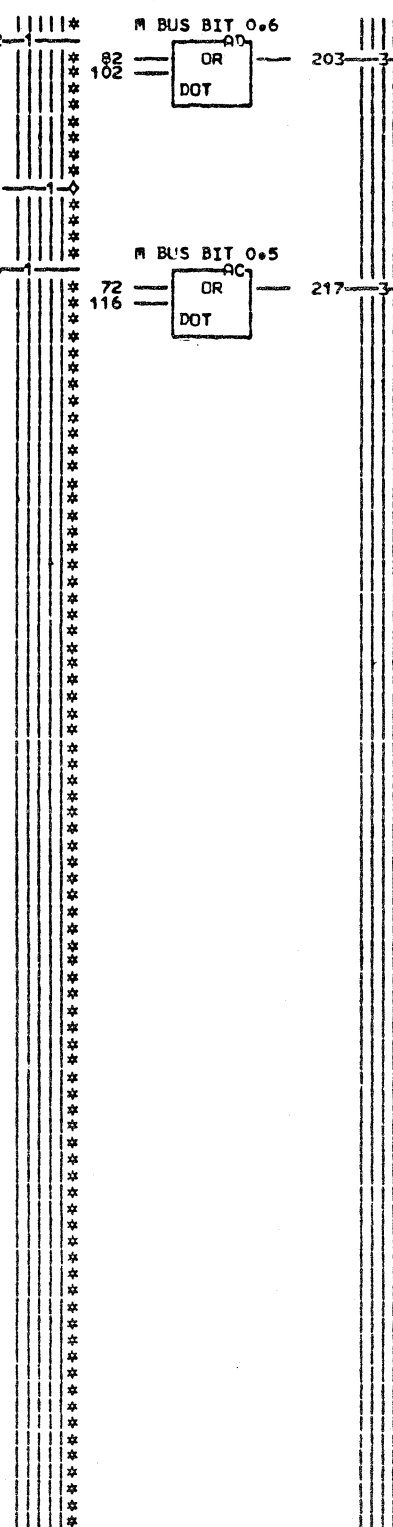 M BUS BIT 0.6
1
AD
82 OR 203 3
102
DOT
1
M BUS BIT 0.5
1
AC
72 OR 217 3
116
DOT